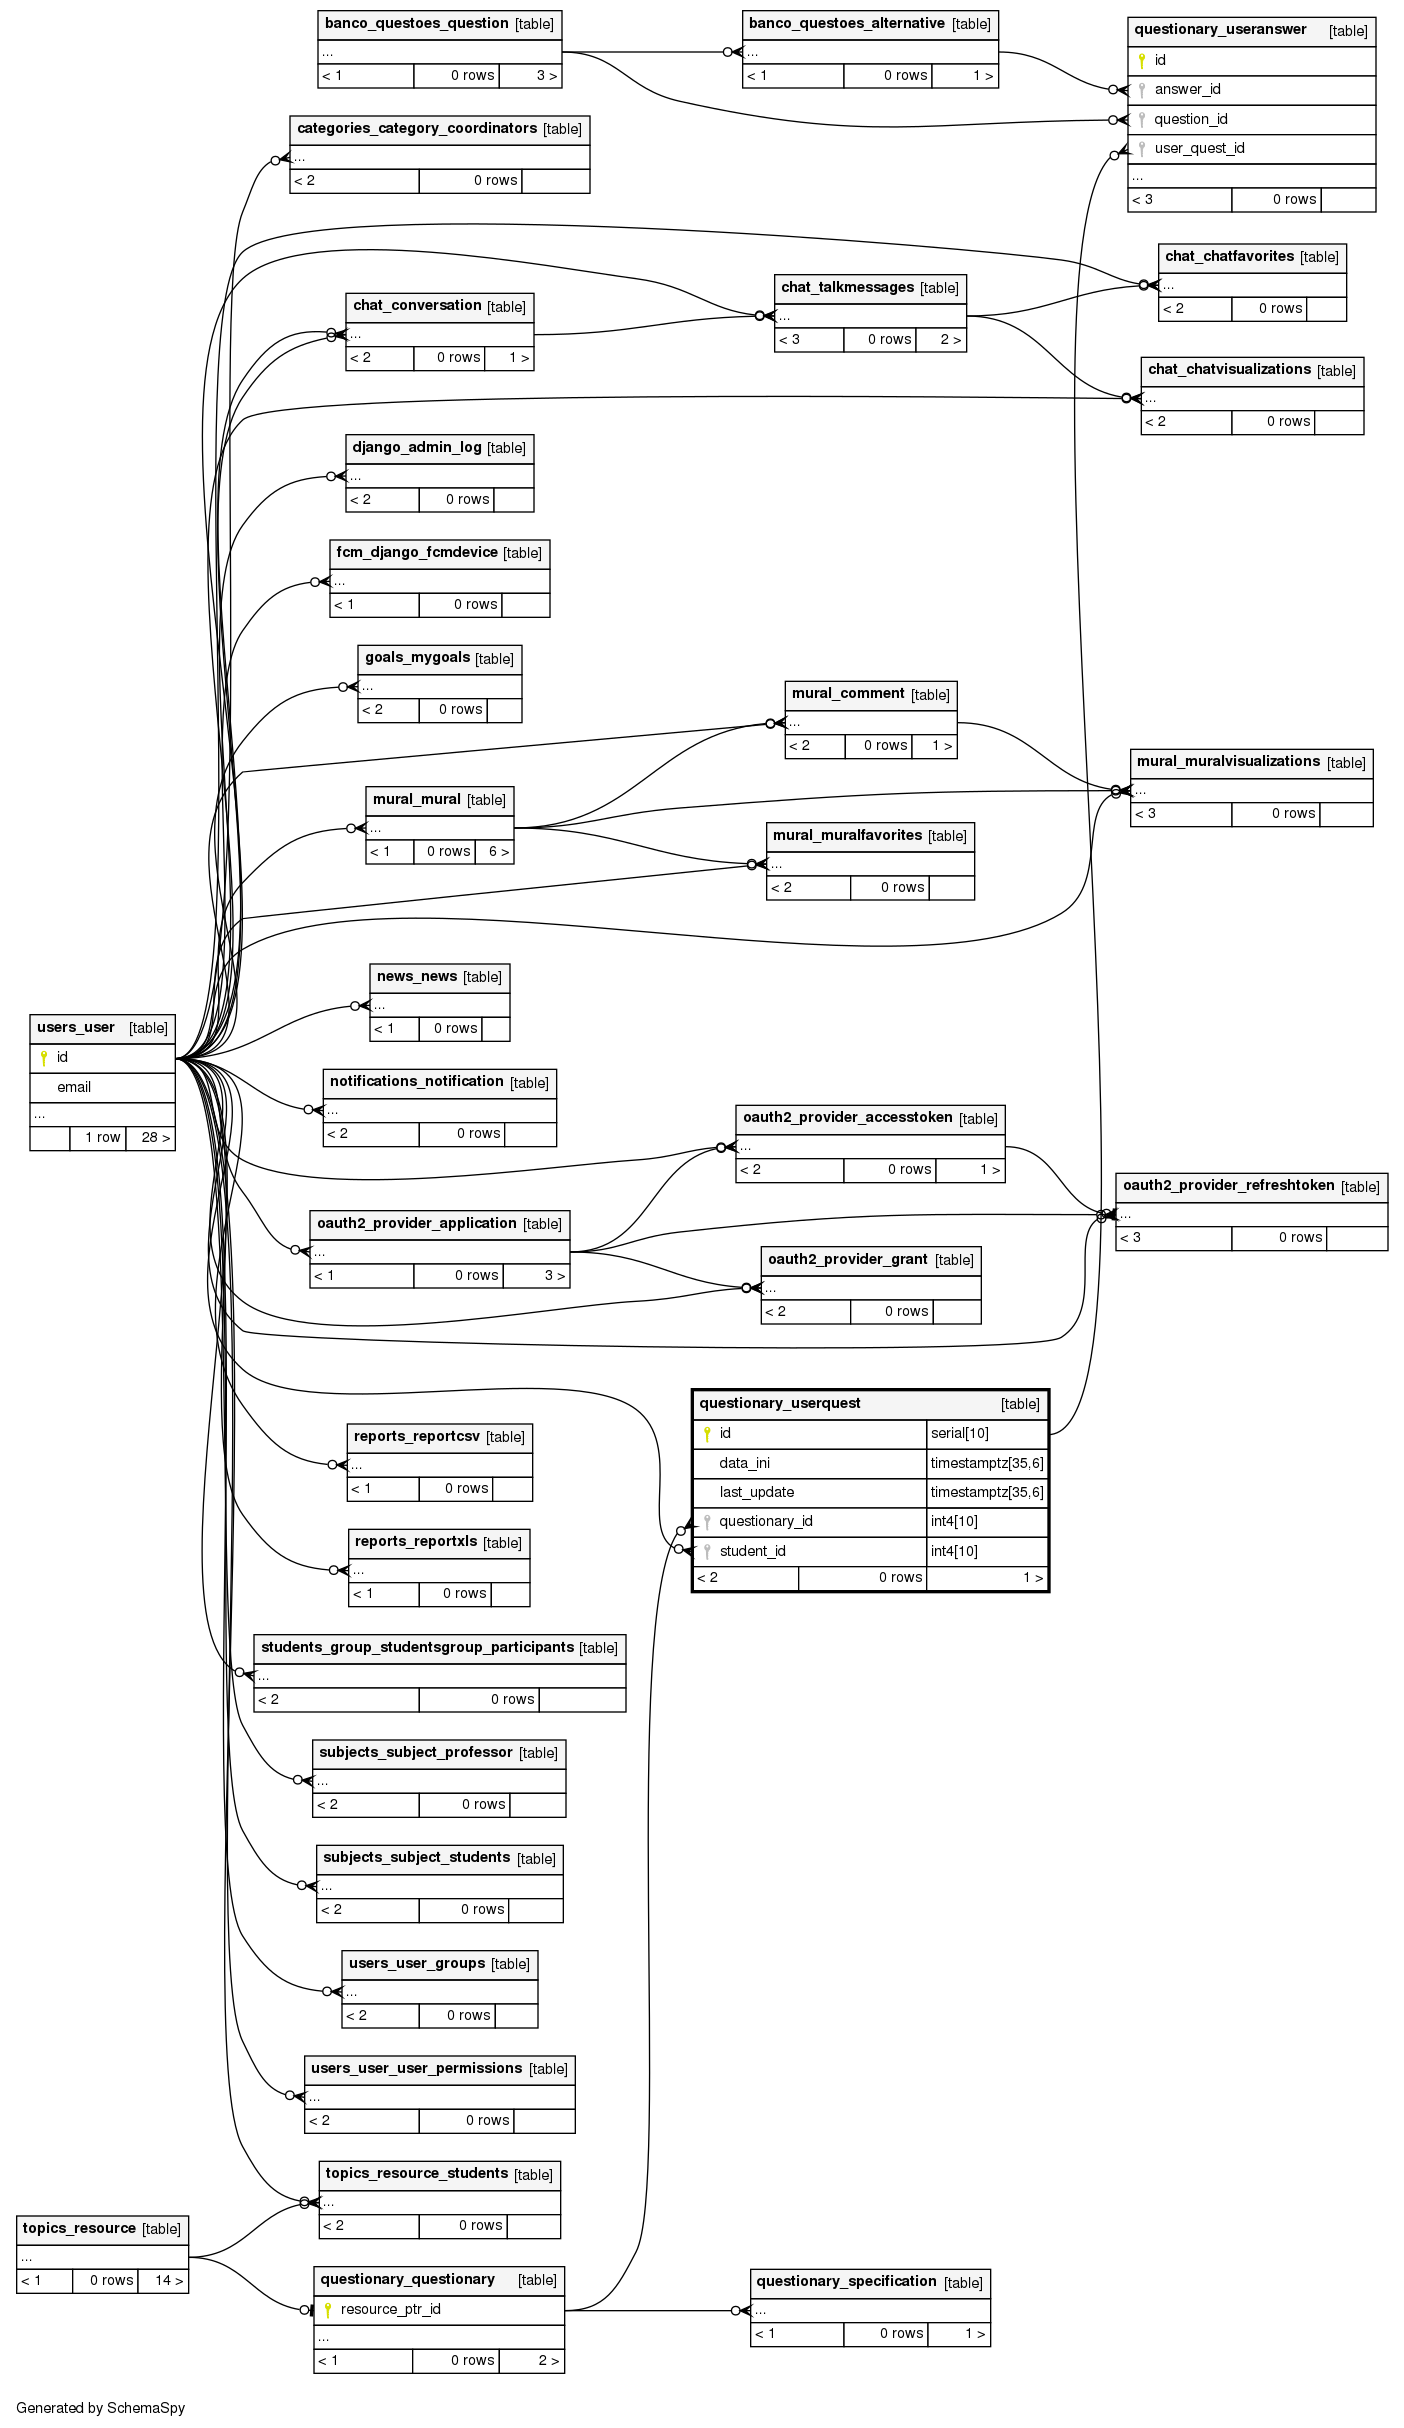 banco_questoes_question [table]
...
< 1 0 rows 3 >
banco_questoes_alternative [table]
...
< 1 0 rows 1 >
questionary_useranswer [table]
id
answer_id
question_id
user_quest_id
...
< 3 0 rows
categories_category_coordinators [table]
...
< 2 0 rows
chat_chatfavorites [table]
...
< 2 0 rows
chat_talkmessages [table]
...
< 3 0 rows 2 >
chat_conversation [table]
...
< 2 0 rows 1 >
chat_chatvisualizations [table]
...
< 2 0 rows
django_admin_log [table]
...
< 2 0 rows
fcm_django_fcmdevice [table]
...
< 1 0 rows
goals_mygoals [table]
...
< 2 0 rows
mural_comment [table]
...
< 2 0 rows 1 >
mural_muralvisualizations [table]
...
< 3 0 rows
mural_mural [table]
...
< 1 0 rows 6 >
mural_muralfavorites [table]
...
< 2 0 rows
news_news [table]
...
< 1 0 rows
users_user [table]
id
email
...
1 row 28 >
notifications_notification [table]
...
< 2 0 rows
oauth2_provider_accesstoken [table]
...
< 2 0 rows 1 >
oauth2_provider_refreshtoken [table]
...
< 3 0 rows
oauth2_provider_application [table]
...
< 1 0 rows 3 >
oauth2_provider_grant [table]
...
< 2 0 rows
questionary_userquest [table]
id serial[10]
data_ini timestamptz[35,6]
last_update timestamptz[35,6]
questionary_id int4[10]
student_id int4[10]
< 2 0 rows 1 >
reports_reportcsv [table]
...
< 1 0 rows
reports_reportxls [table]
...
< 1 0 rows
students_group_studentsgroup_participants [table]
...
< 2 0 rows
subjects_subject_professor [table]
...
< 2 0 rows
subjects_subject_students [table]
...
< 2 0 rows
users_user_groups [table]
...
< 2 0 rows
users_user_user_permissions [table]
...
< 2 0 rows
topics_resource_students [table]
...
< 2 0 rows
topics_resource [table]
...
< 1 0 rows 14 >
questionary_questionary [table]
resource_ptr_id
...
< 1 0 rows 2 >
questionary_specification [table]
...
< 1 0 rows 1 >
Generated by SchemaSpy